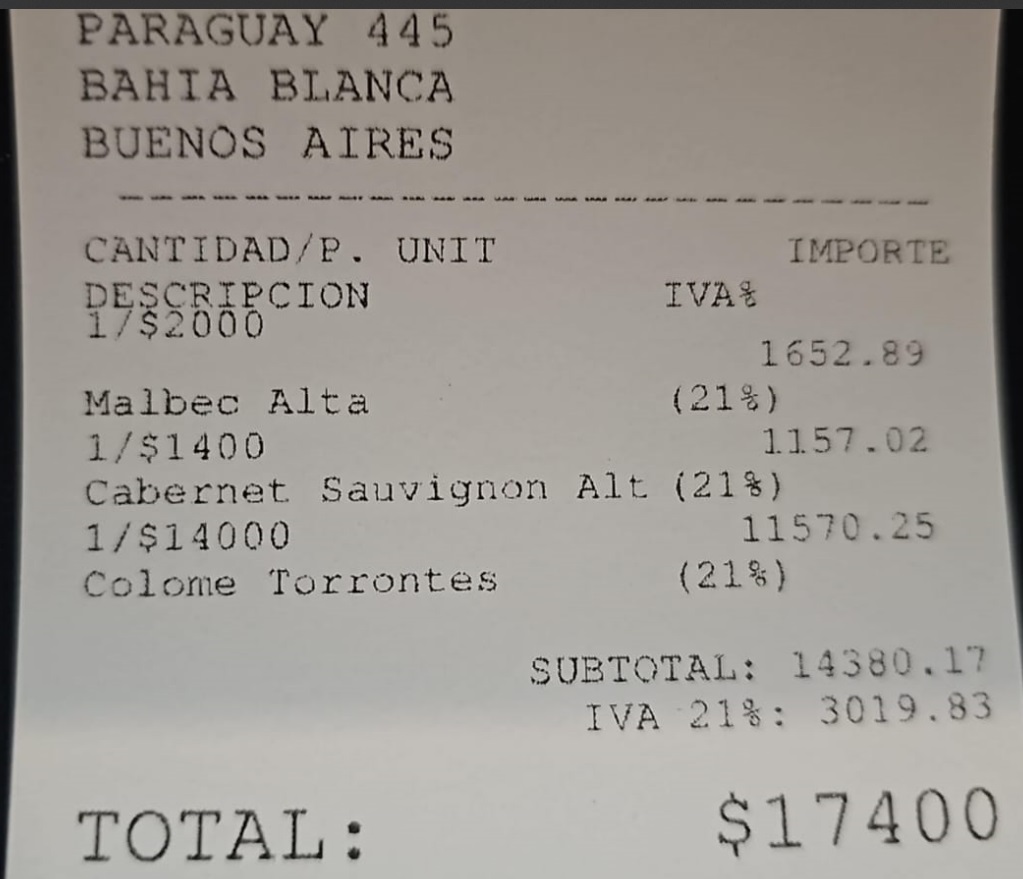 PARAGUAY 445
BAHIA BLANCA
BUENOS AIRES
--------------------------
CANTIDAD/P. UNIT IMPORTE
DESCRIPCION IVA%
1/$2000
1652.89
Malbec Alta (21%)
1/$1400 1157.02
Cabernet Sauvignon Alt (21%)
1/$14000 11570.25
Colome Torrontes (21%)
SUBTOTAL: 14380.17
IVA 21%: 3019.83
TOTAL: $17400